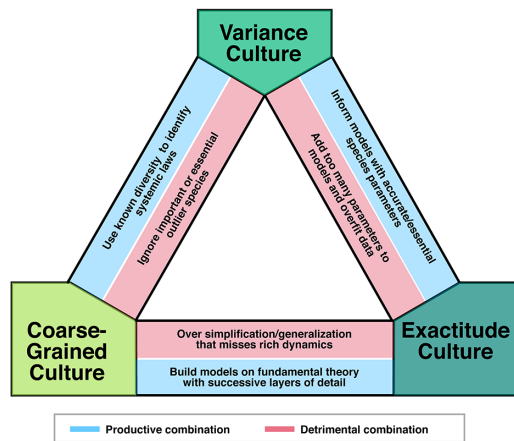 Variance
Culture
Use known diversity to identify
systemic laws
Ignore important or essential
outlier species
Add too many parameters to
models and overfit data
Inform models with accurate/essential
species parameters
Coarse-
Grained
Culture
Over simplification/generalization
that misses rich dynamics
Build models on fundamental theory
with successive layers of detail
Exactitude
Culture
Productive combination
Detrimental combination